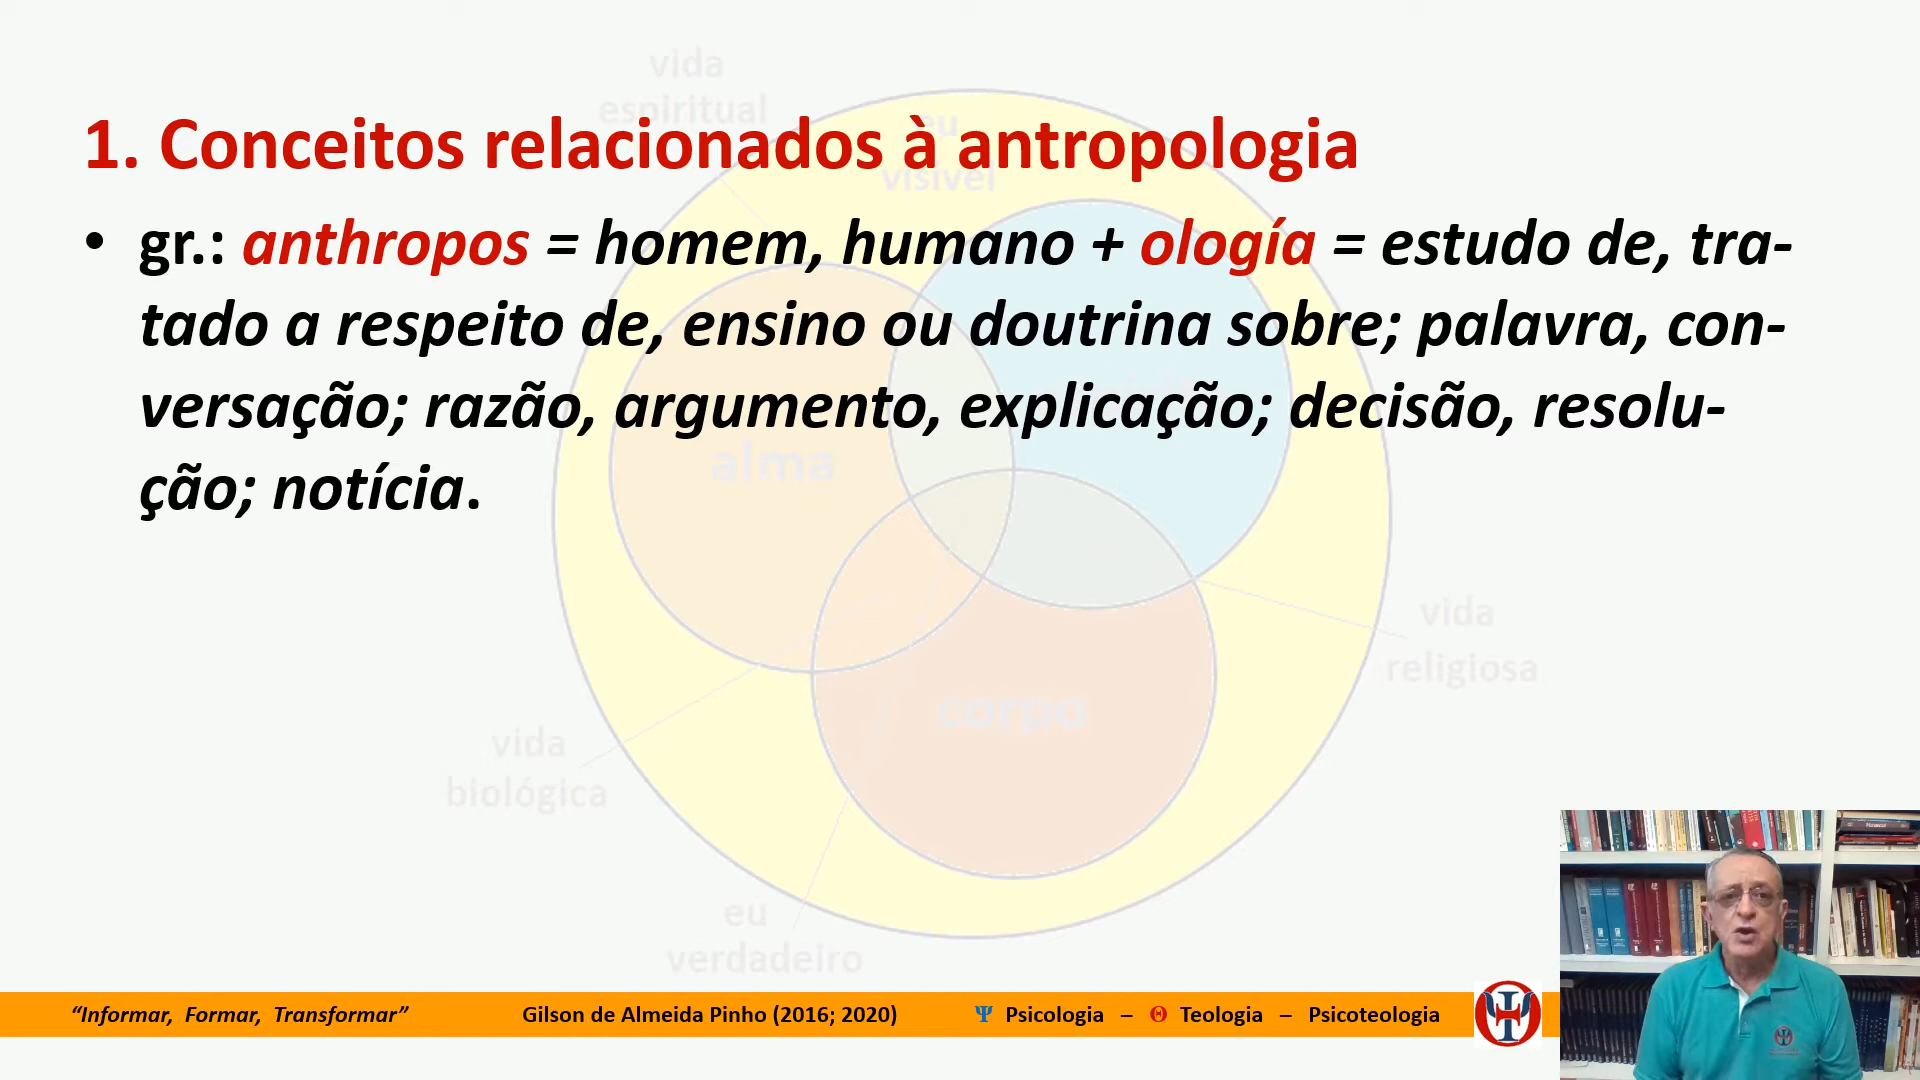 vida
espiritual
eu
visível
1. Conceitos relacionados à antropologia
• gr.: anthropos = homem, humano + ología = estudo de, tra-
tado a respeito de, ensino ou doutrina sobre; palavra, con-
versação; razão, argumento, explicação; decisão, resolu-
ção; notícia.
alma
corpo
vida
religiosa
vida
biológica
eu
verdadeiro
“Informar, Formar, Transformar”
Gilson de Almeida Pinho (2016; 2020)
Ψ Psicologia – Θ Teologia – Psicoteologia